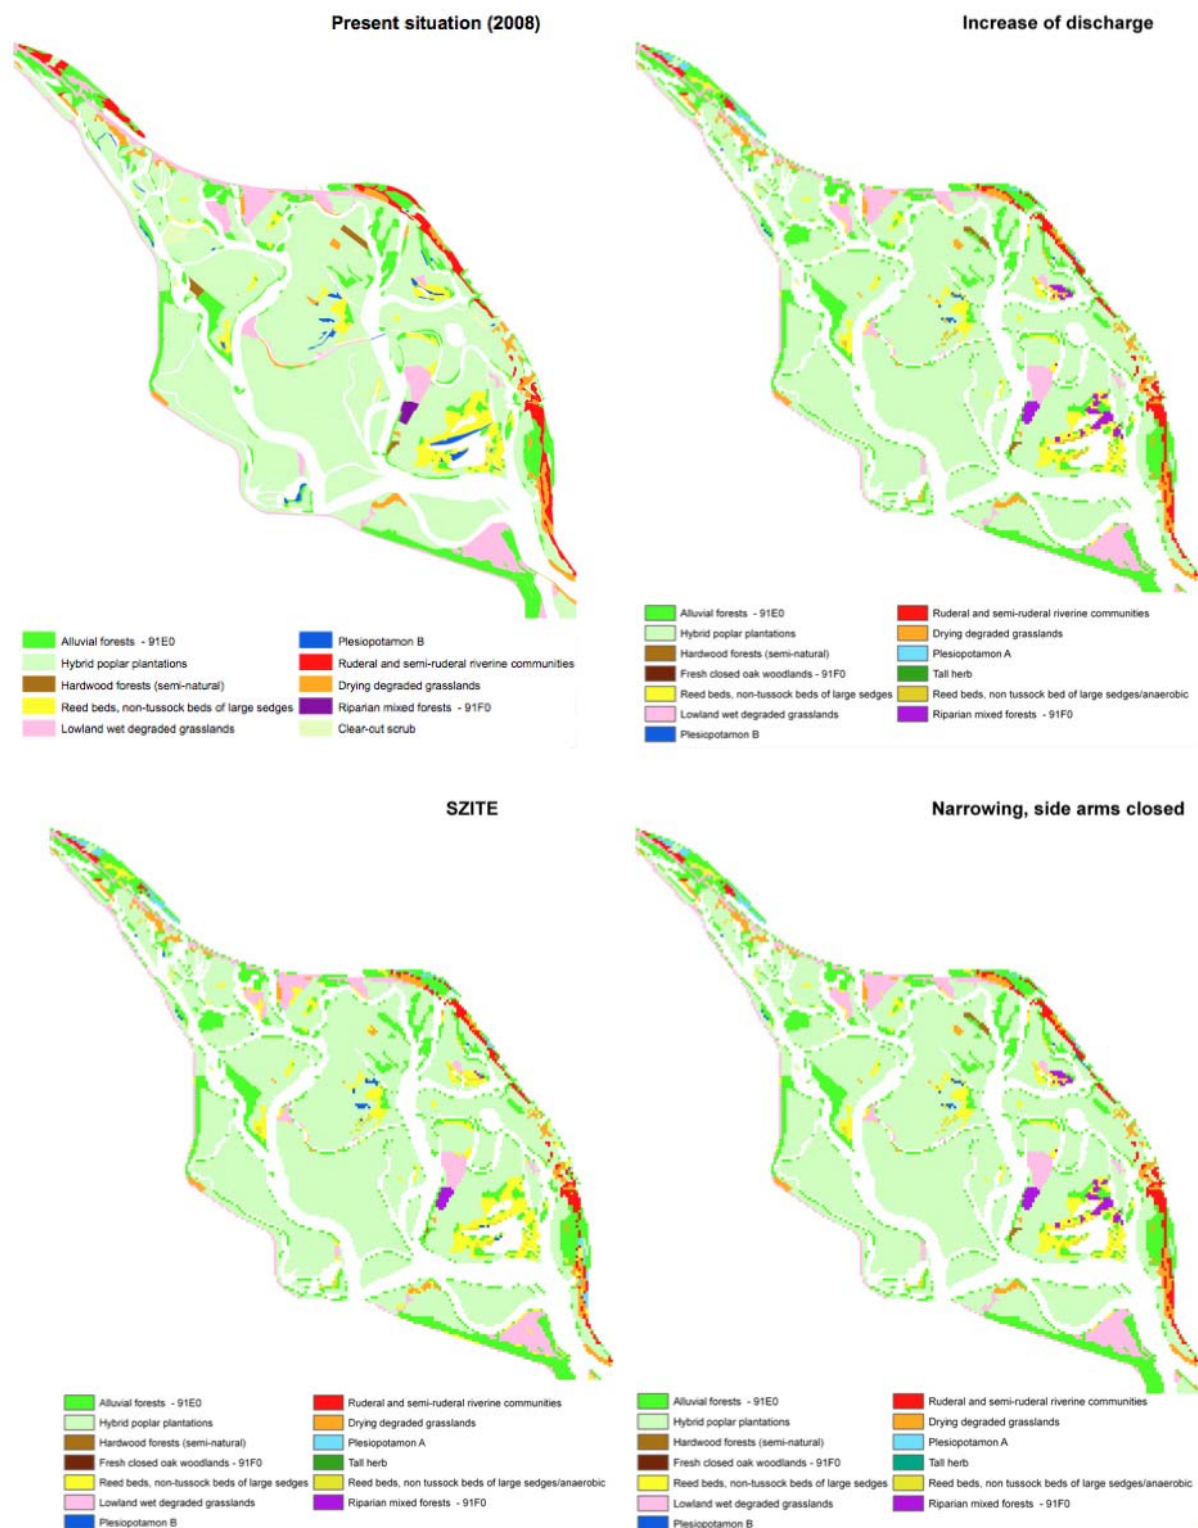 Present situation (2008)
Increase of discharge
Alluvial forests - 91E0
Hybrid poplar plantations
Hardwood forests (semi-natural)
Reed beds, non-tussock beds of large sedges
Lowland wet degraded grasslands
Plesiopotamon B
Ruderal and semi-ruderal riverine communities
Drying degraded grasslands
Riparian mixed forests - 91F0
Clear-cut scrub
Alluvial forests - 91E0
Hybrid poplar plantations
Hardwood forests (semi-natural)
Fresh closed oak woodlands - 91F0
Reed beds, non-tussock beds of large sedges
Lowland wet degraded grasslands
Plesiopotamon B
Ruderal and semi-ruderal riverine communities
Drying degraded grasslands
Plesiopotamon A
Tall herb
Reed beds, non tussock bed of large sedges/anaerobic
Riparian mixed forests - 91F0
SZITE
Narrowing, side arms closed
Alluvial forests - 91E0
Hybrid poplar plantations
Hardwood forests (semi-natural)
Fresh closed oak woodlands - 91F0
Reed beds, non-tussock beds of large sedges
Lowland wet degraded grasslands
Plesiopotamon B
Ruderal and semi-ruderal riverine communities
Drying degraded grasslands
Plesiopotamon A
Tall herb
Reed beds, non tussock beds of large sedges/anaerobic
Riparian mixed forests - 91F0
Alluvial forests - 91E0
Hybrid poplar plantations
Hardwood forests (semi-natural)
Fresh closed oak woodlands - 91F0
Reed beds, non-tussock beds of large sedges
Lowland wet degraded grasslands
Plesiopotamon B
Ruderal and semi-ruderal riverine communities
Drying degraded grasslands
Plesiopotamon A
Tall herb
Reed beds, non tussock beds of large sedges/anaerobic
Riparian mixed forests - 91F0